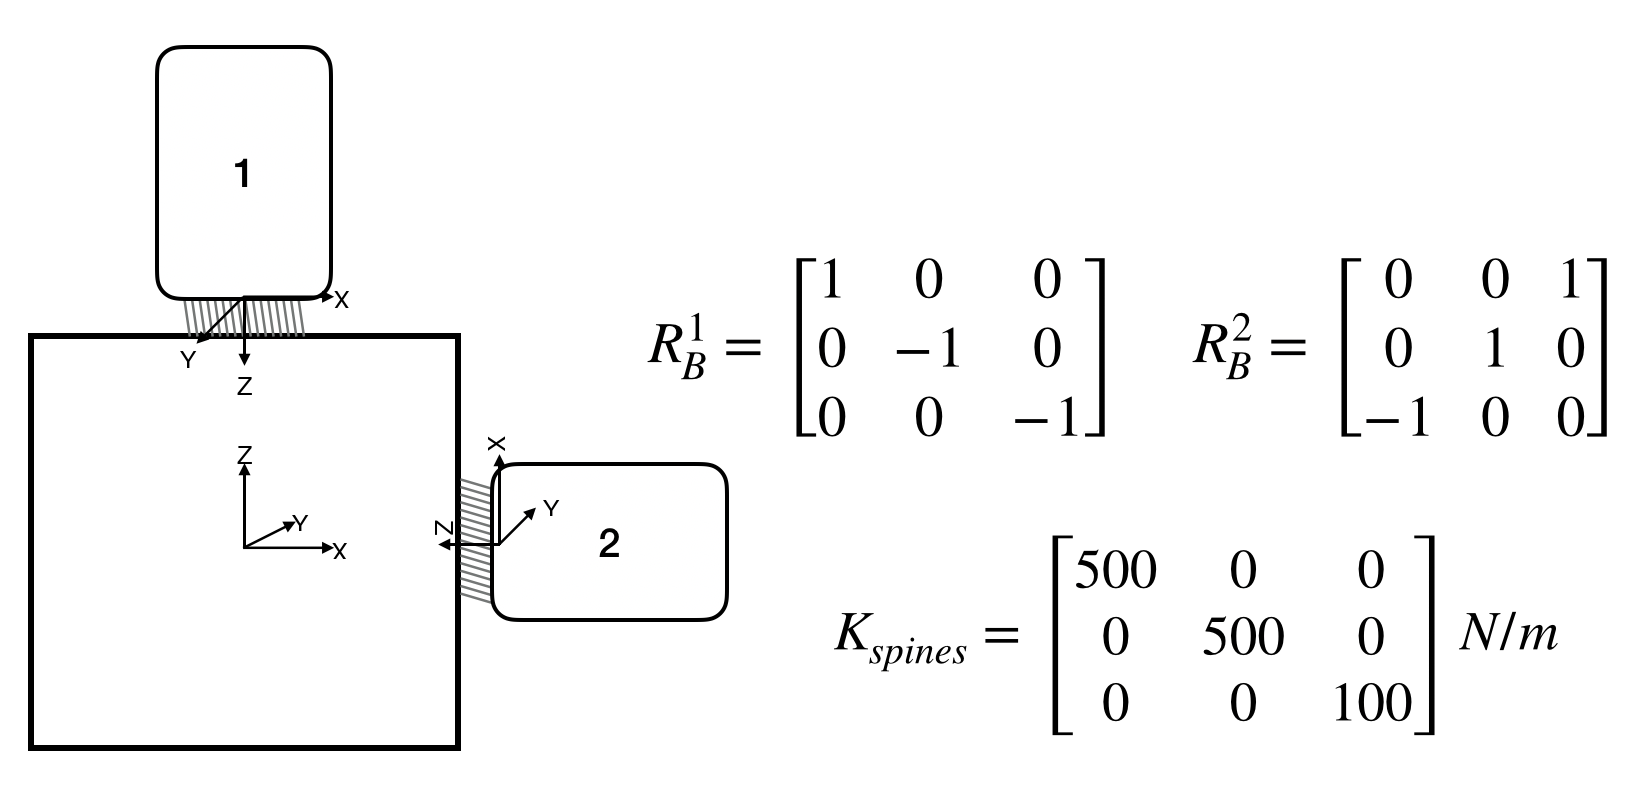 1
X
Y
Z
Z
Y
X
X
Y
Z
2
R_B^1 = [1 0 0
0 −1 0
0 0 −1]
R_B^2 = [0 0 1
0 1 0
−1 0 0]
K_spines = [500 0 0
0 500 0
0 0 100] N/m